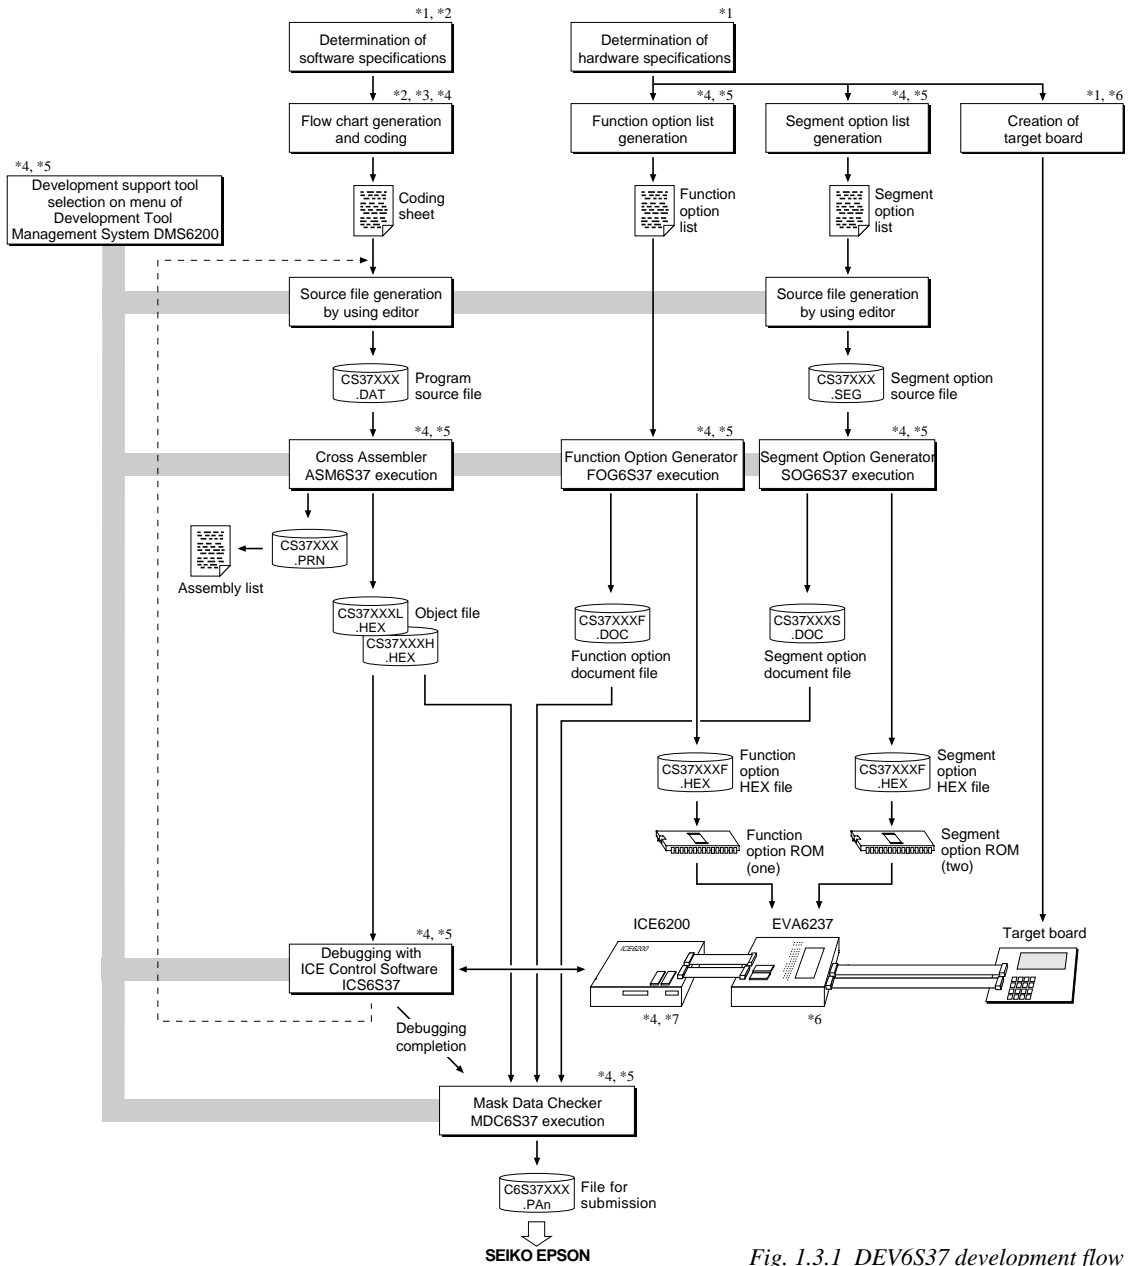 *1, *2
Determination of
software specifications
*1
Determination of
hardware specifications
*2, *3, *4
Flow chart generation
and coding
*4, *5
Function option list
generation
*4, *5
Segment option list
generation
*1, *6
Creation of
target board
*4, *5
Development support tool
selection on menu of
Development Tool
Management System DMS6200
Coding
sheet
Function
option
list
Segment
option
list
Source file generation
by using editor
Source file generation
by using editor
CS37XXX
.DAT
Program
source file
CS37XXX
.SEG
Segment option
source file
*4, *5
Cross Assembler
ASM6S37 execution
*4, *5
Function Option Generator
FOG6S37 execution
*4, *5
Segment Option Generator
SOG6S37 execution
CS37XXX
.PRN
Assembly list
CS37XXXL
.HEX
CS37XXXH
.HEX
Object file
CS37XXXF
.DOC
Function option
document file
CS37XXXS
.DOC
Segment option
document file
CS37XXXF
.HEX
Function
option
HEX file
CS37XXXF
.HEX
Segment
option
HEX file
Function
option ROM
(one)
Segment
option ROM
(two)
ICE6200
ICE6200
*4, *7
EVA6237
*6
Target board
*4, *5
Debugging with
ICE Control Software
ICS6S37
Debugging
completion
*4, *5
Mask Data Checker
MDC6S37 execution
C6S37XXX
.PAn
File for
submission
SEIKO EPSON
Fig. 1.3.1 DEV6S37 development flow